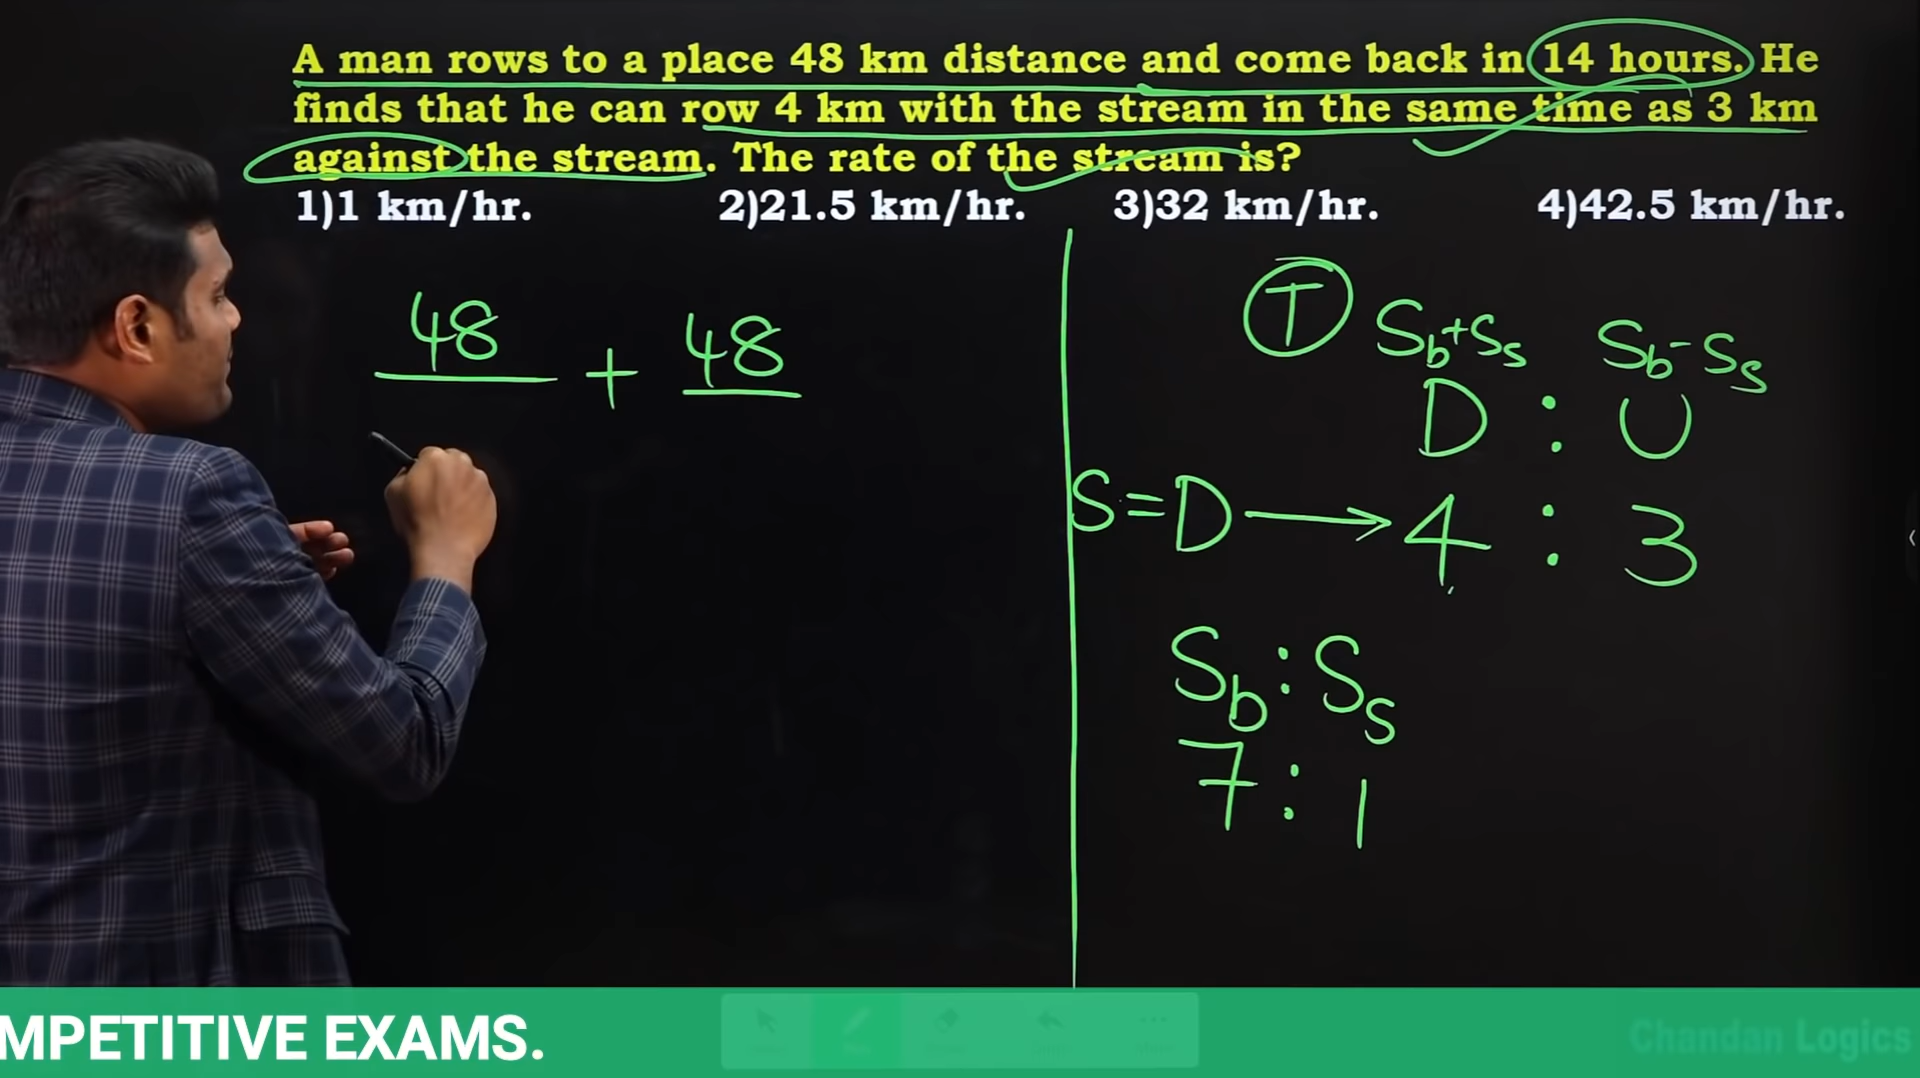 A man rows to a place 48 km distance and come back in 14 hours. He
finds that he can row 4 km with the stream in the same time as 3 km
against the stream. The rate of the stream is?
1)1 km/hr. 2)21.5 km/hr. 3)32 km/hr. 4)42.5 km/hr.
48 + 48
T Sb+Ss Sb-Ss
D : U
S=D → 4 : 3
Sb : Ss
7 : 1
MPETITIVE EXAMS.
Chandan Logics